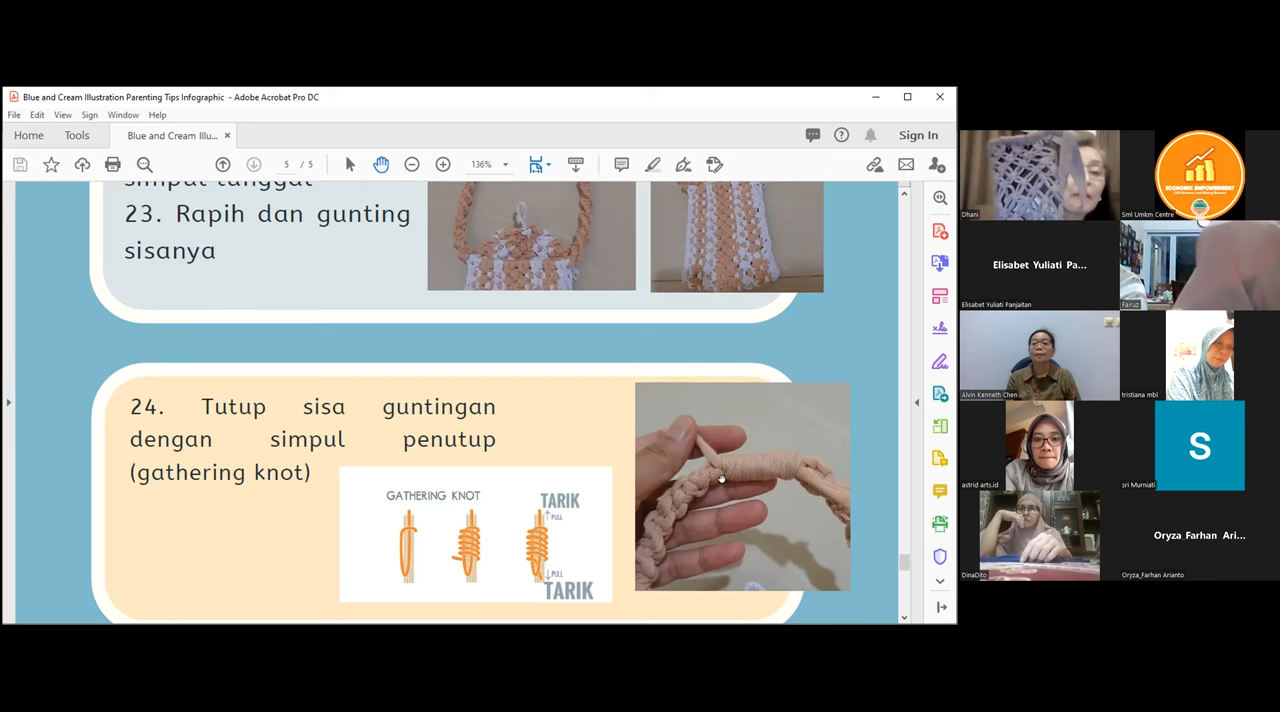 Blue and Cream Illustration Parenting Tips Infographic - Adobe Acrobat Pro DC
File Edit View Sign Window Help
Home Tools Blue and Cream Illu... × Sign In
5 / 5 136%
simpul tanggal
23. Rapih dan gunting
sisanya
24. Tutup sisa guntingan
dengan simpul penutup
(gathering knot)
GATHERING KNOT
TARIK
PULL
PULL
TARIK
Dhani
ECONOMIC EMPOWERMENT
Sml Umkm Centre
Elisabet Yuliati Pa...
Elisabet Yuliati Panjaitan
Fairuz
Alvin Kenneth Chen
tristiana mbl
astrid arts.id
S
sri Murniati
DinaDito
Oryza_Farhan Ari...
Oryza_Farhan Arianto